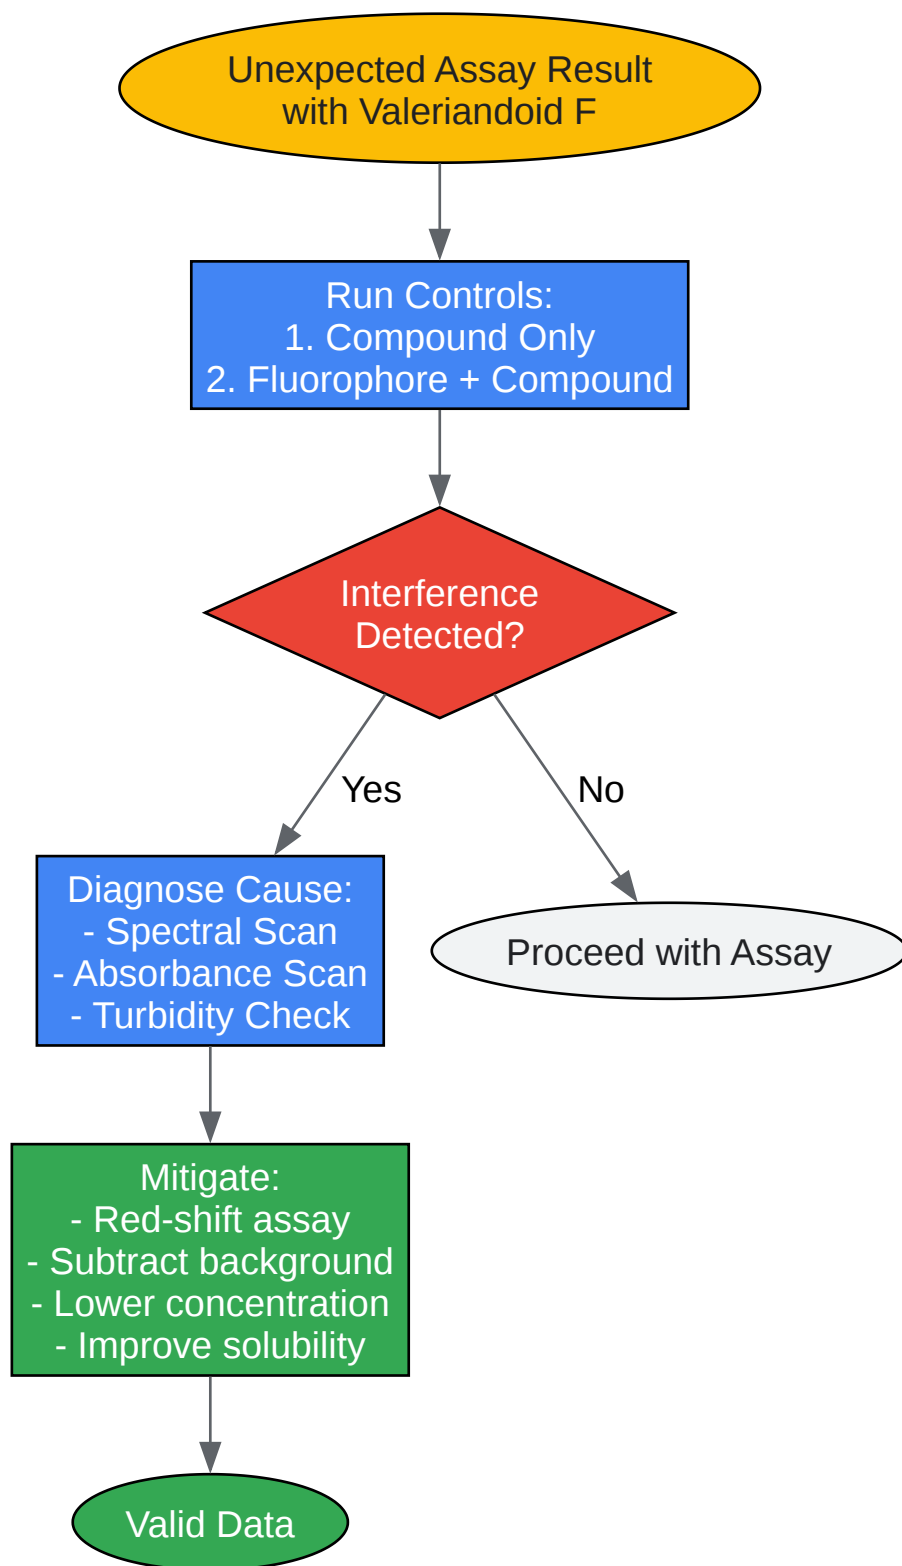 Unexpected Assay Result
with Valeriandoid F
Run Controls:
1. Compound Only
2. Fluorophore + Compound
Interference
Detected?
Yes
No
Diagnose Cause:
- Spectral Scan
- Absorbance Scan
- Turbidity Check
Proceed with Assay
Mitigate:
- Red-shift assay
- Subtract background
- Lower concentration
- Improve solubility
Valid Data